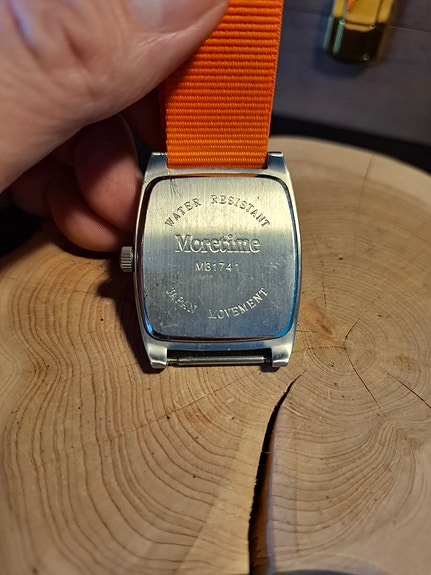 WATER RESISTANT
Moretime
M61741
JAPAN MOVEMENT